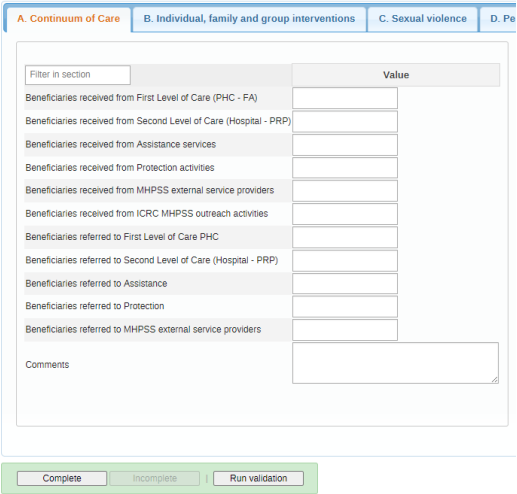 A. Continuum of Care B. Individual, family and group interventions C. Sexual violence D. Pe
Filter in section Value
Beneficiaries received from First Level of Care (PHC - FA)
Beneficiaries received from Second Level of Care (Hospital - PRP)
Beneficiaries received from Assistance services
Beneficiaries received from Protection activities
Beneficiaries received from MHPSS external service providers
Beneficiaries received from ICRC MHPSS outreach activities
Beneficiaries referred to First Level of Care PHC
Beneficiaries referred to Second Level of Care (Hospital - PRP)
Beneficiaries referred to Assistance
Beneficiaries referred to Protection
Beneficiaries referred to MHPSS external service providers
Comments
Complete Incomplete | Run validation